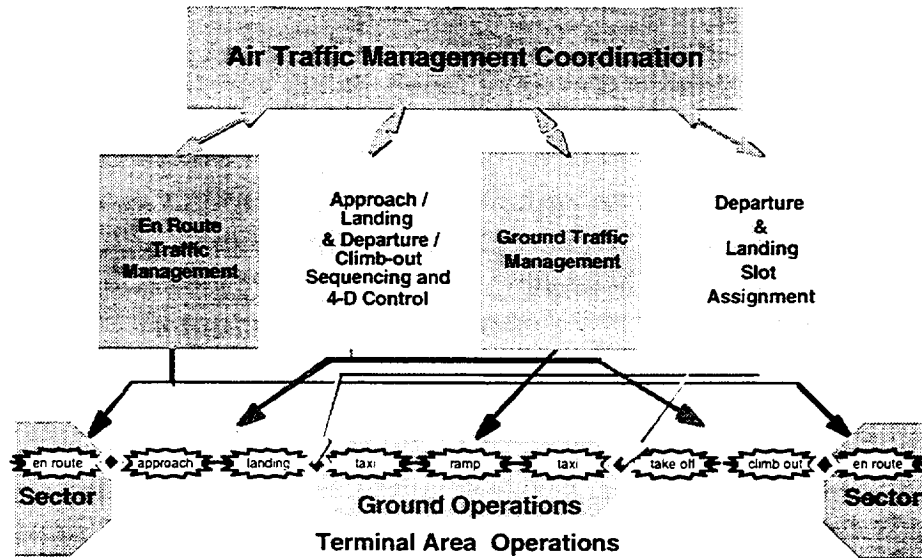 Air Traffic Management Coordination
En Route
Traffic
Management
Approach /
Landing
& Departure /
Climb-out
Sequencing and
4-D Control
Ground Traffic
Management
Departure
&
Landing
Slot
Assignment
en route
approach
landing
taxi
ramp
taxi
take off
climb out
en route
Sector
Ground Operations
Sector
Terminal Area Operations